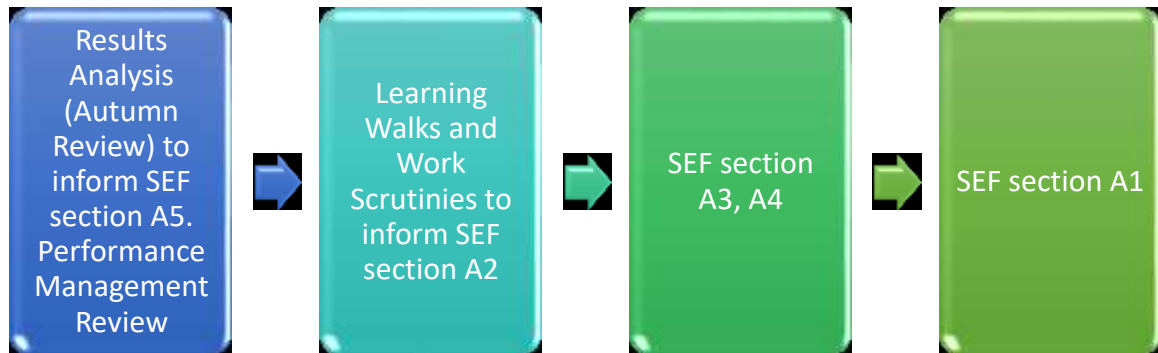 Results
Analysis
(Autumn
Review) to
inform SEF
section A5.
Performance
Management
Review
Learning
Walks and
Work
Scrutinies to
inform SEF
section A2
SEF section
A3, A4
SEF section A1